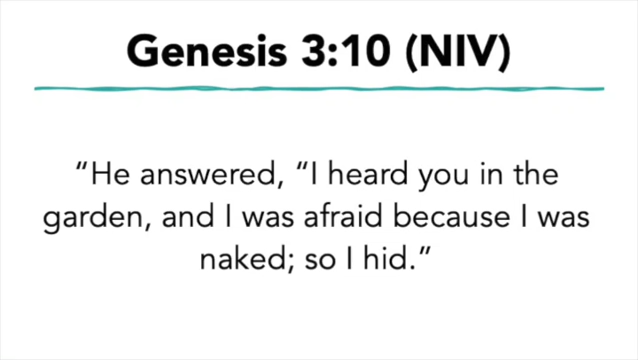 Genesis 3:10 (NIV)
“He answered, “I heard you in the
garden, and I was afraid because I was
naked; so I hid.”